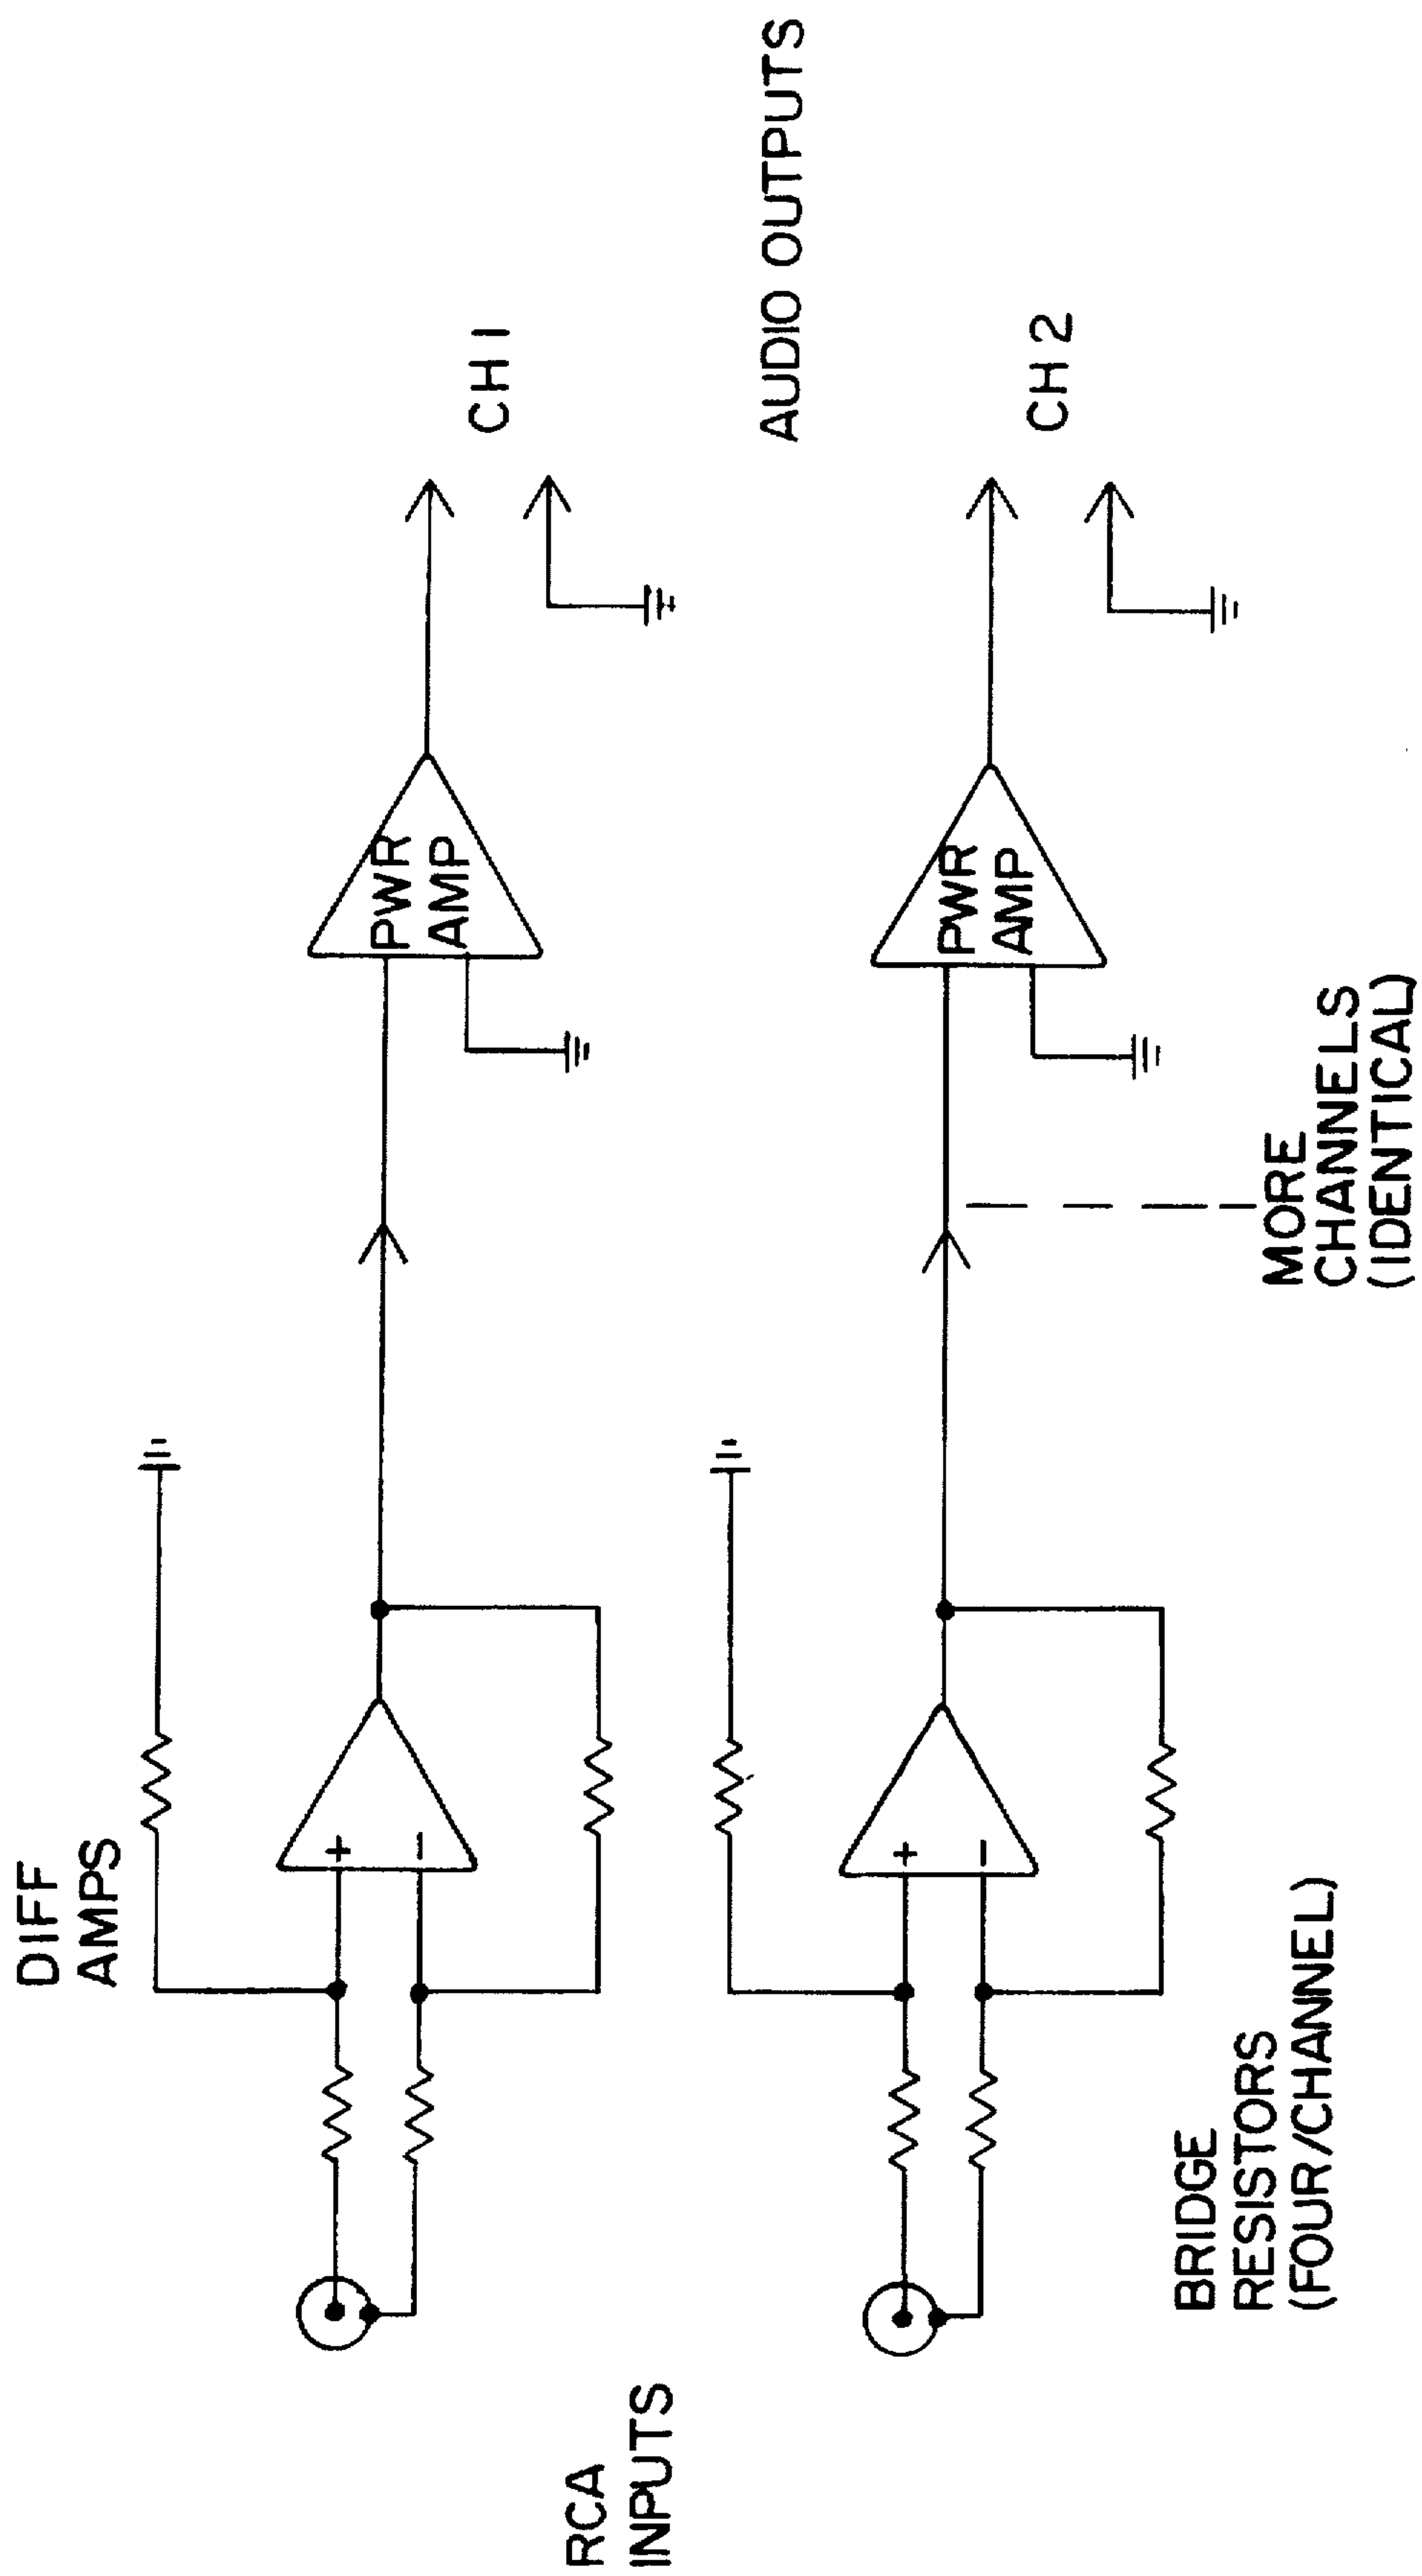 DIFF
AMPS
RCA
INPUTS
+
−
PWR
AMP
CH 1
AUDIO OUTPUTS
+
−
PWR
AMP
CH 2
BRIDGE
RESISTORS
(FOUR/CHANNEL)
MORE
CHANNELS
(IDENTICAL)